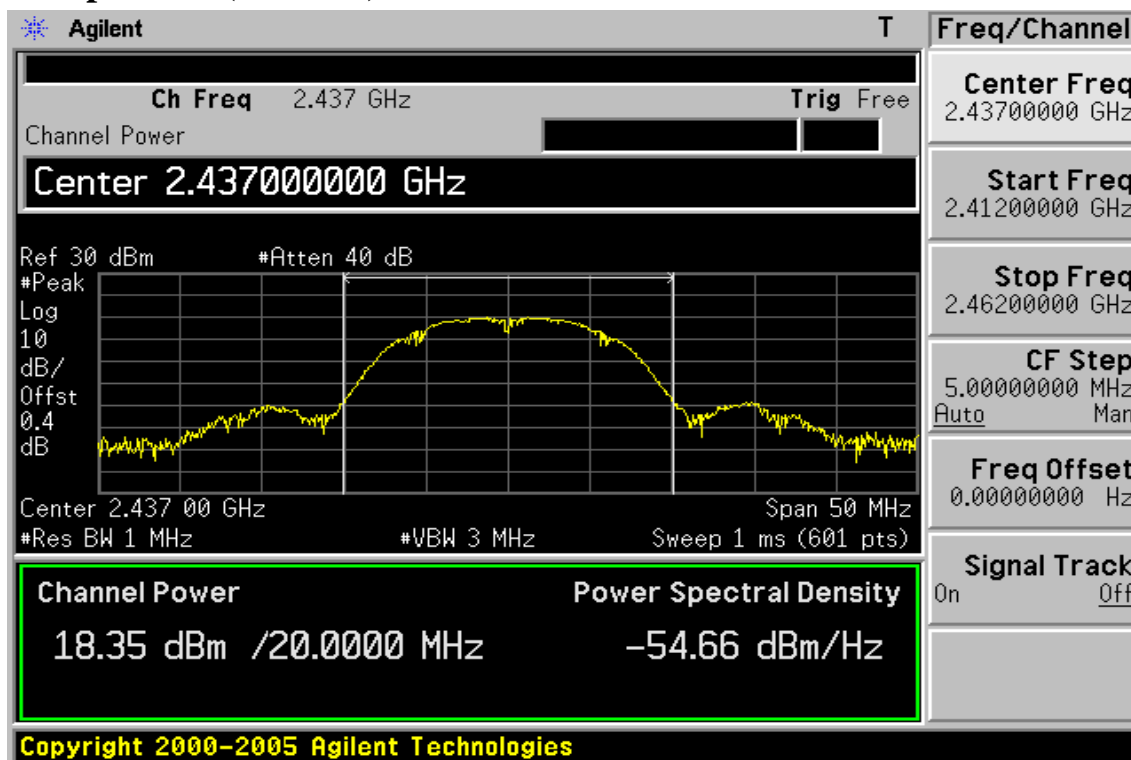 Agilent
T
Freq/Channel
Ch Freq 2.437 GHz
Trig Free
Channel Power
Center 2.437000000 GHz
Ref 30 dBm
#Atten 40 dB
#Peak
Log
10
dB/
Offst
0.4
dB
Center 2.437 00 GHz
Span 50 MHz
#Res BW 1 MHz
#VBW 3 MHz
Sweep 1 ms (601 pts)
Channel Power
Power Spectral Density
18.35 dBm /20.0000 MHz
-54.66 dBm/Hz
Center Freq
2.43700000 GHz
Start Freq
2.41200000 GHz
Stop Freq
2.46200000 GHz
CF Step
5.00000000 MHz
Auto Man
Freq Offset
0.00000000 Hz
Signal Track
On Off
Copyright 2000-2005 Agilent Technologies